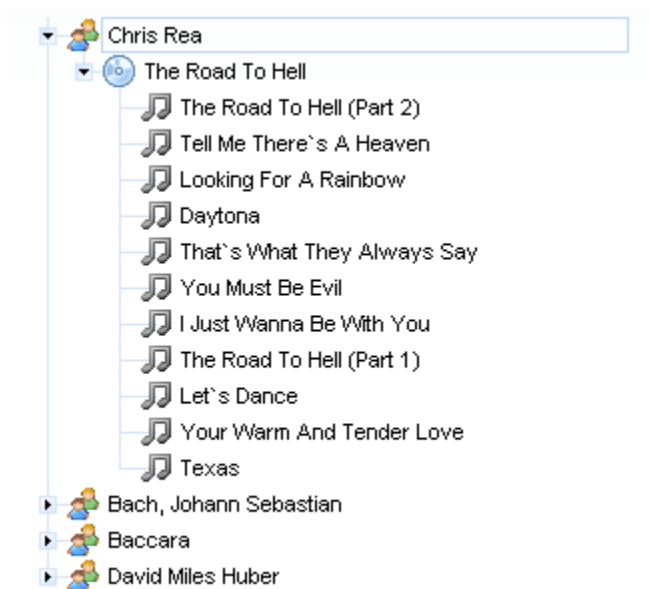 Chris Rea
The Road To Hell
The Road To Hell (Part 2)
Tell Me There`s A Heaven
Looking For A Rainbow
Daytona
That`s What They Always Say
You Must Be Evil
I Just Wanna Be With You
The Road To Hell (Part 1)
Let`s Dance
Your Warm And Tender Love
Texas
Bach, Johann Sebastian
Baccara
David Miles Huber